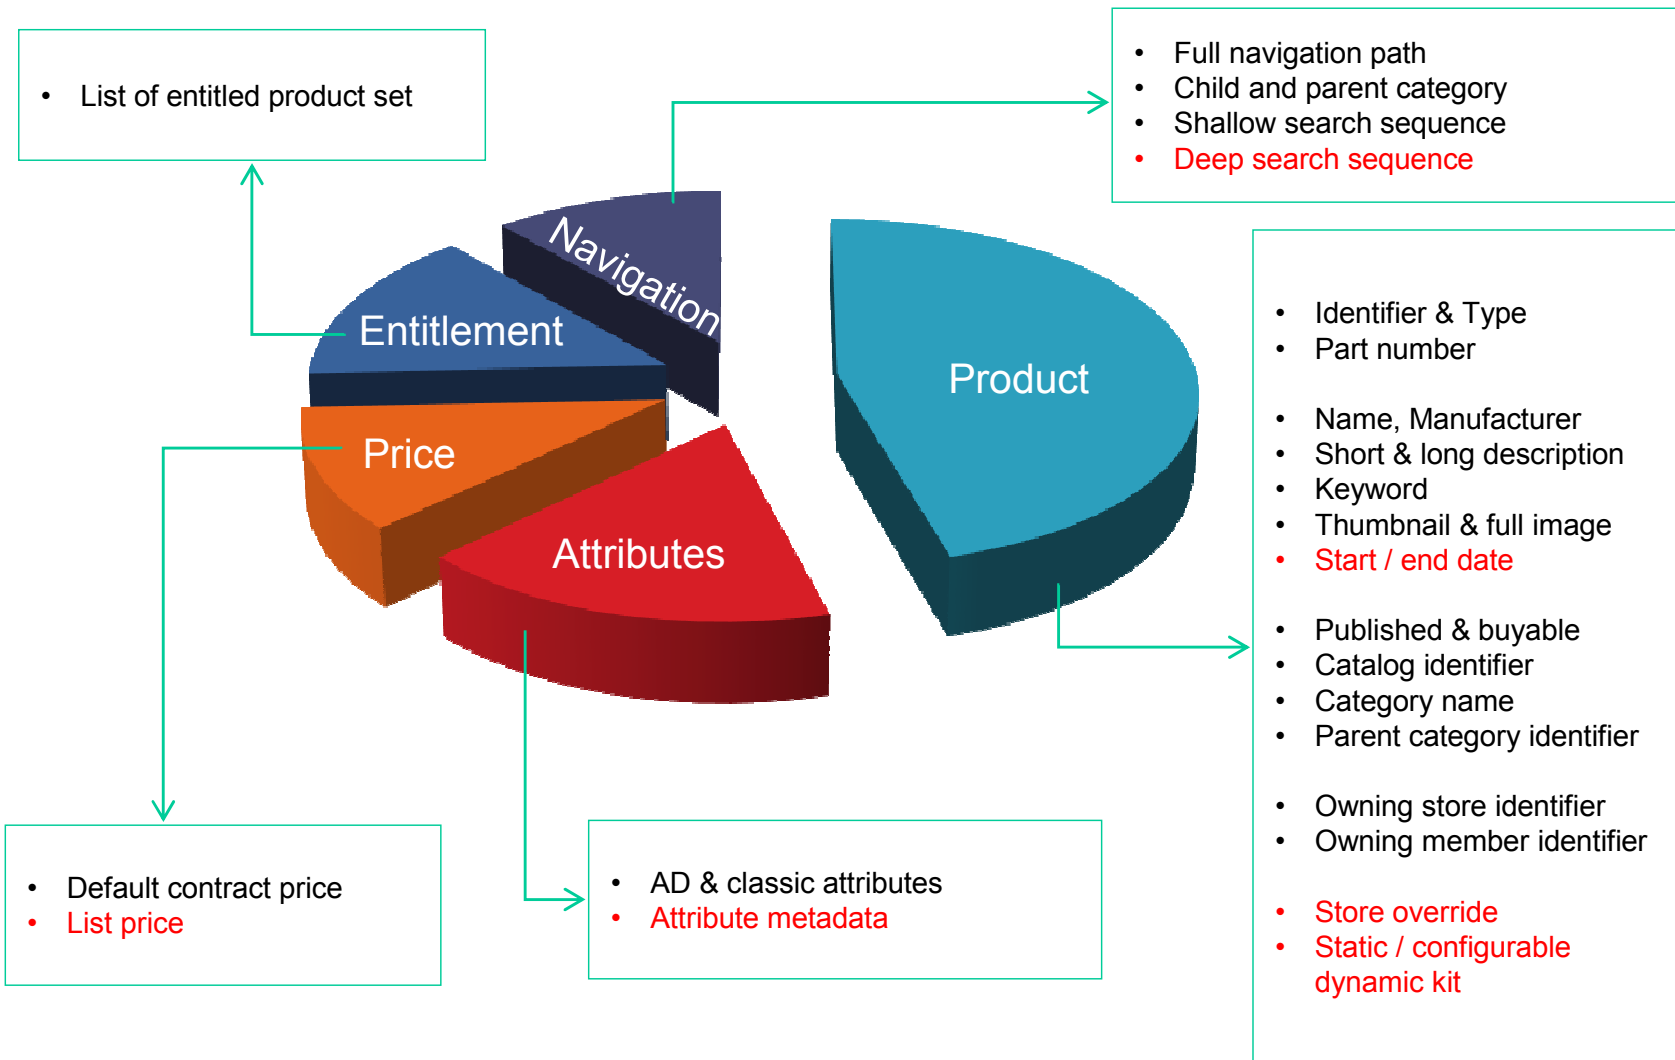 • List of entitled product set
• Full navigation path
• Child and parent category
• Shallow search sequence
• Deep search sequence
Navigation
Entitlement
Product
Price
Attributes
• Identifier & Type
• Part number
• Name, Manufacturer
• Short & long description
• Keyword
• Thumbnail & full image
• Start / end date
• Published & buyable
• Catalog identifier
• Category name
• Parent category identifier
• Owning store identifier
• Owning member identifier
• Store override
• Static / configurable
dynamic kit
• Default contract price
• List price
• AD & classic attributes
• Attribute metadata